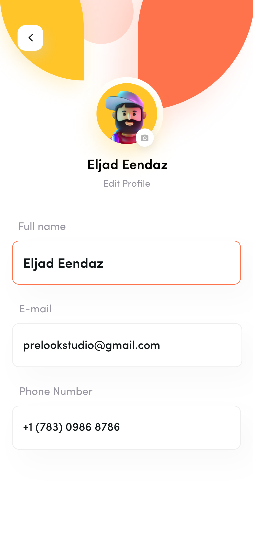 Eljad Eendaz
Edit Profile
Full name
Eljad Eendaz
E-mail
prelookstudio@gmail.com
Phone Number
+1 (783) 0986 8786